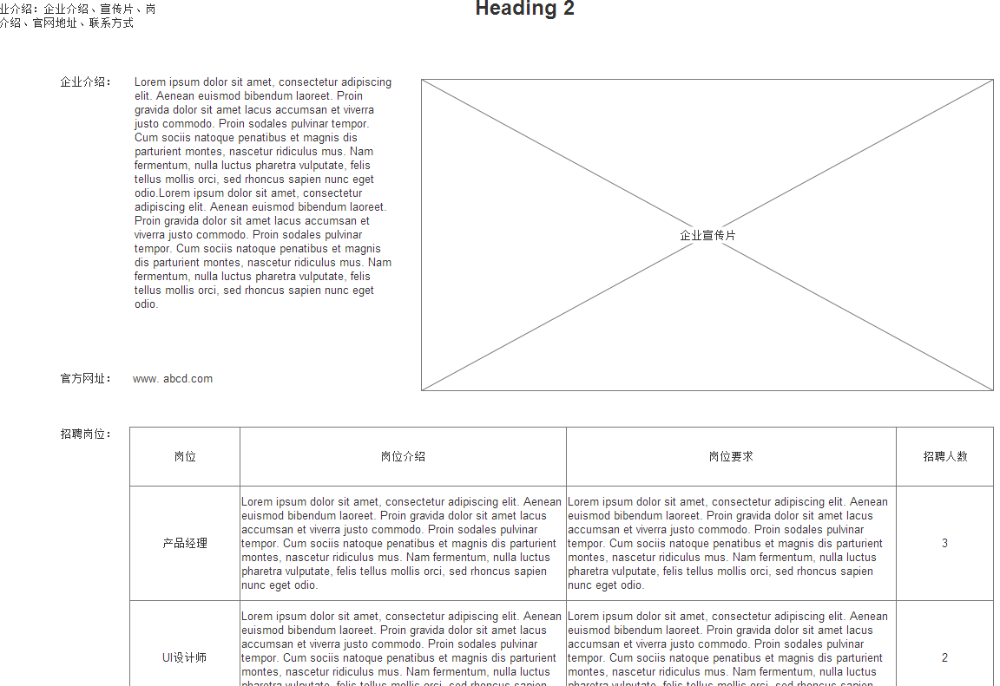 业介绍：企业介绍、宣传片、岗
介绍、官网地址、联系方式
Heading 2
企业介绍：
Lorem ipsum dolor sit amet, consectetur adipiscing
elit. Aenean euismod bibendum laoreet. Proin
gravida dolor sit amet lacus accumsan et viverra
justo commodo. Proin sodales pulvinar tempor.
Cum sociis natoque penatibus et magnis dis
parturient montes, nascetur ridiculus mus. Nam
fermentum, nulla luctus pharetra vulputate, felis
tellus mollis orci, sed rhoncus sapien nunc eget
odio.Lorem ipsum dolor sit amet, consectetur
adipiscing elit. Aenean euismod bibendum laoreet.
Proin gravida dolor sit amet lacus accumsan et
viverra justo commodo. Proin sodales pulvinar
tempor. Cum sociis natoque penatibus et magnis
dis parturient montes, nascetur ridiculus mus. Nam
fermentum, nulla luctus pharetra vulputate, felis
tellus mollis orci, sed rhoncus sapien nunc eget
odio.
企业宣传片
官方网址：
www. abcd.com
招聘岗位：
岗位
岗位介绍
岗位要求
招聘人数
产品经理
Lorem ipsum dolor sit amet, consectetur adipiscing elit. Aenean
euismod bibendum laoreet. Proin gravida dolor sit amet lacus
accumsan et viverra justo commodo. Proin sodales pulvinar
tempor. Cum sociis natoque penatibus et magnis dis parturient
montes, nascetur ridiculus mus. Nam fermentum, nulla luctus
pharetra vulputate, felis tellus mollis orci, sed rhoncus sapien
nunc eget odio.
Lorem ipsum dolor sit amet, consectetur adipiscing elit. Aenean
euismod bibendum laoreet. Proin gravida dolor sit amet lacus
accumsan et viverra justo commodo. Proin sodales pulvinar
tempor. Cum sociis natoque penatibus et magnis dis parturient
montes, nascetur ridiculus mus. Nam fermentum, nulla luctus
pharetra vulputate, felis tellus mollis orci, sed rhoncus sapien
nunc eget odio.
3
UI设计师
Lorem ipsum dolor sit amet, consectetur adipiscing elit. Aenean
euismod bibendum laoreet. Proin gravida dolor sit amet lacus
accumsan et viverra justo commodo. Proin sodales pulvinar
tempor. Cum sociis natoque penatibus et magnis dis parturient
montes, nascetur ridiculus mus. Nam fermentum, nulla luctus
pharetra vulputate, felis tellus mollis orci, sed rhoncus sapien
Lorem ipsum dolor sit amet, consectetur adipiscing elit. Aenean
euismod bibendum laoreet. Proin gravida dolor sit amet lacus
accumsan et viverra justo commodo. Proin sodales pulvinar
tempor. Cum sociis natoque penatibus et magnis dis parturient
montes, nascetur ridiculus mus. Nam fermentum, nulla luctus
pharetra vulputate, felis tellus mollis orci, sed rhoncus sapien
2